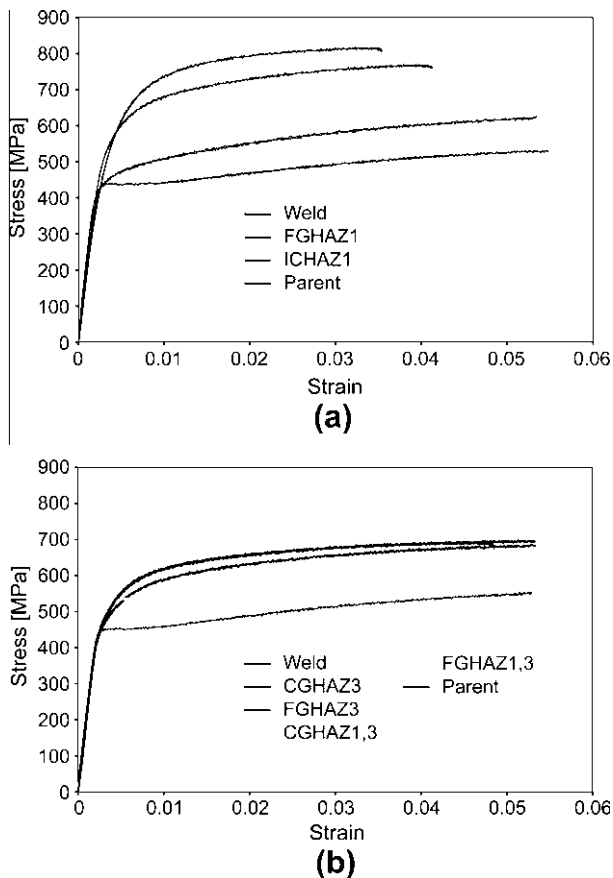 900
800
700
600
500
400
300
200
100
0
Stress [MPa]
Weld
FGHAZ1
ICHAZ1
Parent
0 0.01 0.02 0.03 0.04 0.05 0.06
Strain
(a)
900
800
700
600
500
400
300
200
100
0
Stress [MPa]
Weld FGHAZ1,3
CGHAZ3 Parent
FGHAZ3
CGHAZ1,3
0 0.01 0.02 0.03 0.04 0.05 0.06
Strain
(b)